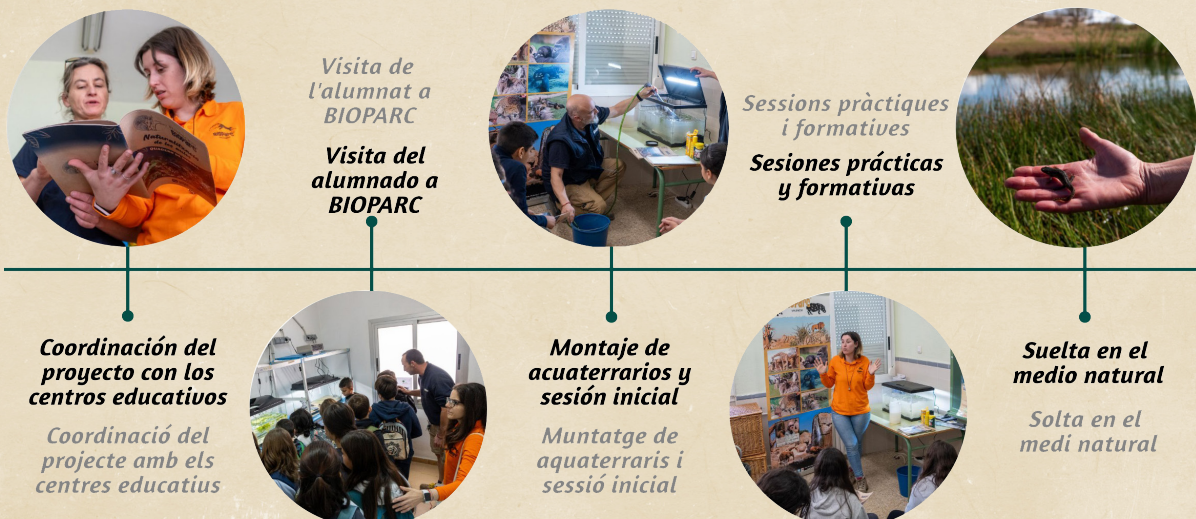 Visita de
l'alumnat a
BIOPARC
Visita del
alumnado a
BIOPARC
Sessions pràctiques
i formatives
Sesiones prácticas
y formativas
Coordinación del
proyecto con los
centros educativos
Coordinació del
projecte amb els
centres educatius
Montaje de
acuaterrarios y
sesión inicial
Muntatge de
aquaterraris i
sessió inicial
Suelta en el
medio natural
Solta en el
medi natural